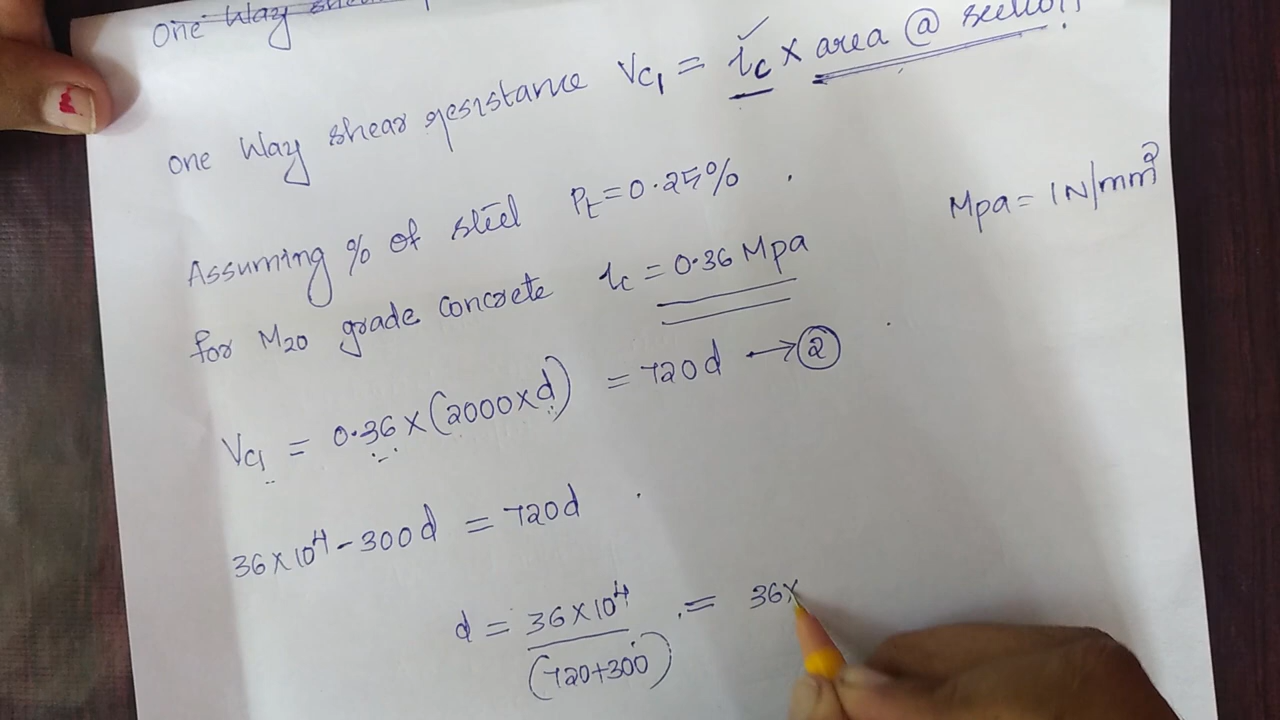 One Way shear
One Way shear resistance Vc1 = τc × area @ section.
Assuming % of steel Pt = 0.25% .
Mpa = 1N/mm²
for M20 grade concrete τc = 0.36 Mpa
Vc1 = 0.36 × (2000 × d) = 720d → ②
36×10⁴ - 300d = 720d
d = 36×10⁴ / (720+300) = 36×